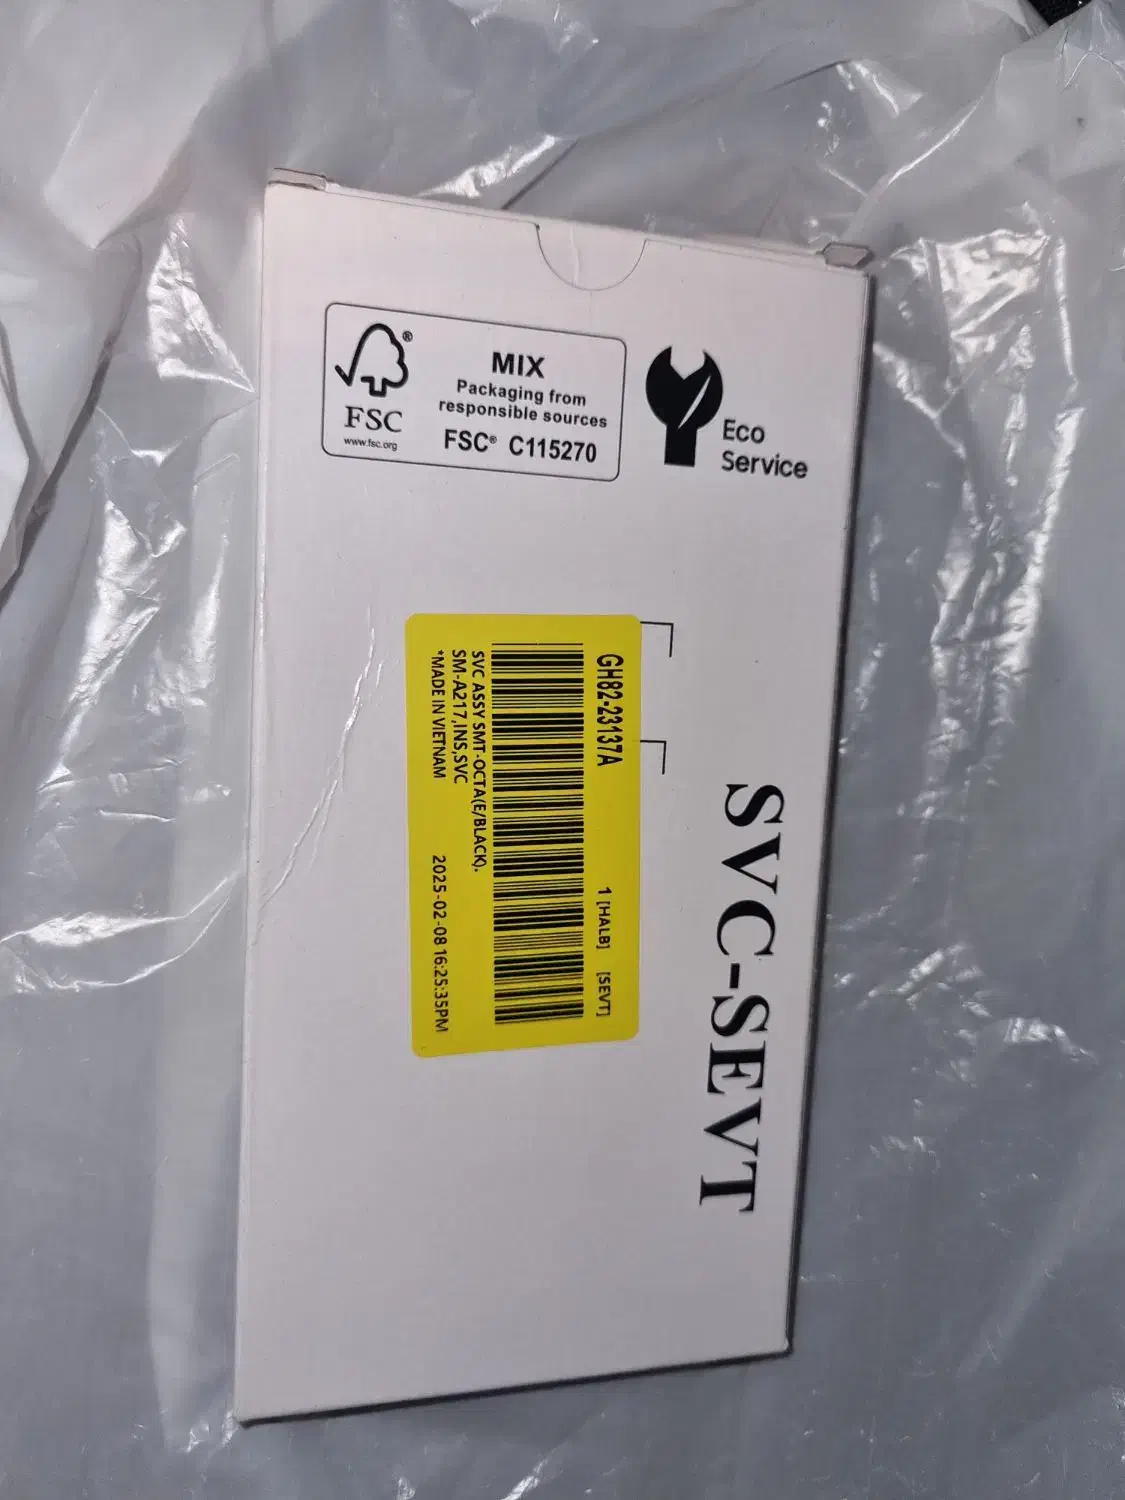 FSC
www.fsc.org
MIX
Packaging from
responsible sources
FSC® C115270
Eco
Service
SVC-SEVT
GH82-23137A 1 [HALB] [SEVT]
SVC ASSY SMT-OCTA(E/BLACK).
SM-A217,INS,SVC
*MADE IN VIETNAM 2025-02-08 16:25:35PM